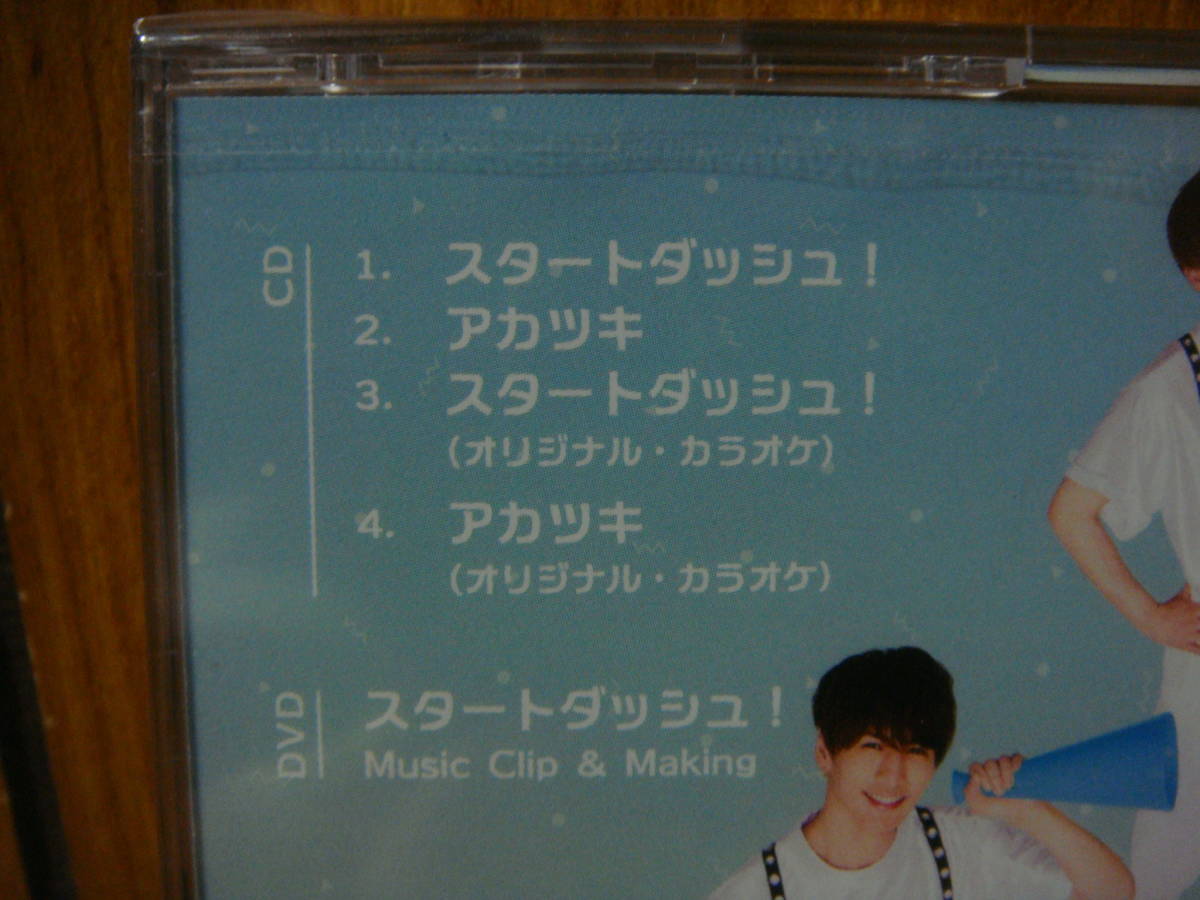 CD
1. スタートダッシュ！
2. アカツキ
3. スタートダッシュ！
(オリジナル・カラオケ)
4. アカツキ
(オリジナル・カラオケ)
DVD
スタートダッシュ！
Music Clip & Making